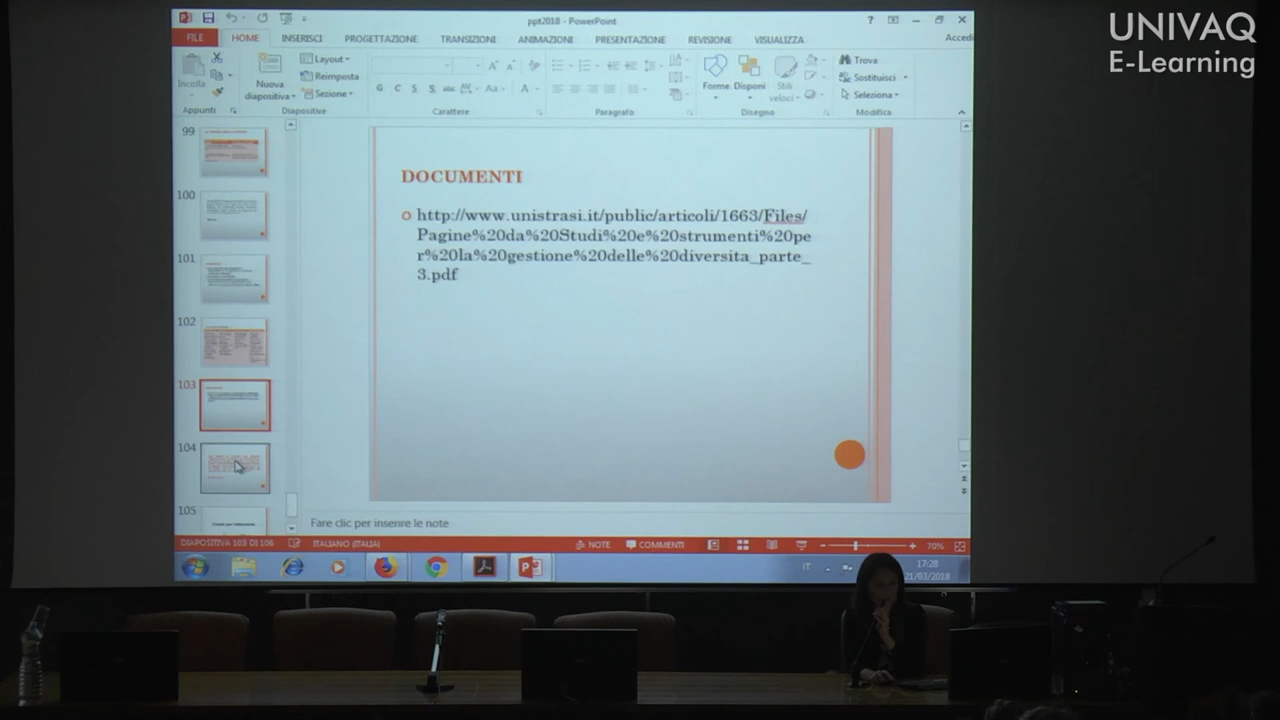 UNIVAQ
E-Learning
ppt2018 - PowerPoint
FILE
HOME
INSERISCI
PROGETTAZIONE
TRANSIZIONI
ANIMAZIONI
PRESENTAZIONE
REVISIONE
VISUALIZZA
Accedi
Incolla
Nuova
diapositiva
Layout
Reimposta
Sezione
Forme
Disponi
Stili
veloci
Trova
Sostituisci
Seleziona
Appunti
Diapositive
Carattere
Paragrafo
Disegno
Modifica
99
100
101
102
103
104
105
DOCUMENTI
http://www.unistrasi.it/public/articoli/1663/Files/
Pagine%20da%20Studi%20e%20strumenti%20pe
r%20la%20gestione%20delle%20diversita_parte_
3.pdf
Fare clic per inserire le note
DIAPOSITIVA 103 DI 106
ITALIANO (ITALIA)
NOTE
COMMENTI
70%
IT
17:28
21/03/2018